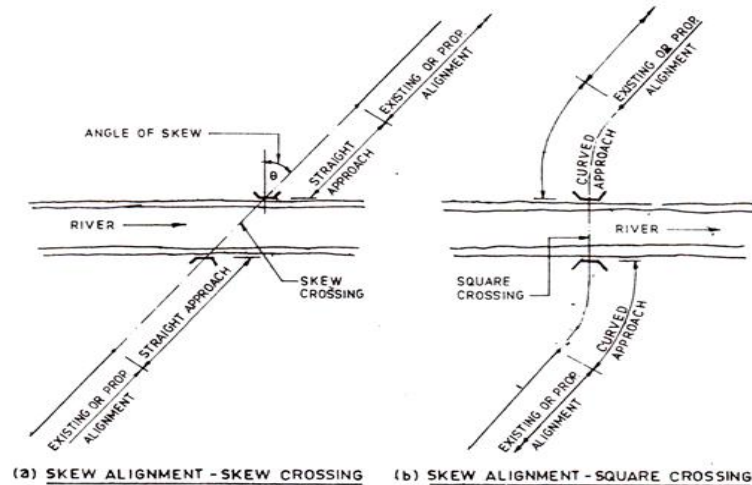 ANGLE OF SKEW
θ
STRAIGHT APPROACH
EXISTING OR PROP.
ALIGNMENT
RIVER
SKEW
CROSSING
STRAIGHT APPROACH
EXISTING OR PROP.
ALIGNMENT
(a) SKEW ALIGNMENT - SKEW CROSSING
EXISTING OR PROP.
ALIGNMENT
CURVED
APPROACH
RIVER
SQUARE
CROSSING
CURVED
APPROACH
EXISTING OR PROP.
ALIGNMENT
(b) SKEW ALIGNMENT - SQUARE CROSSING